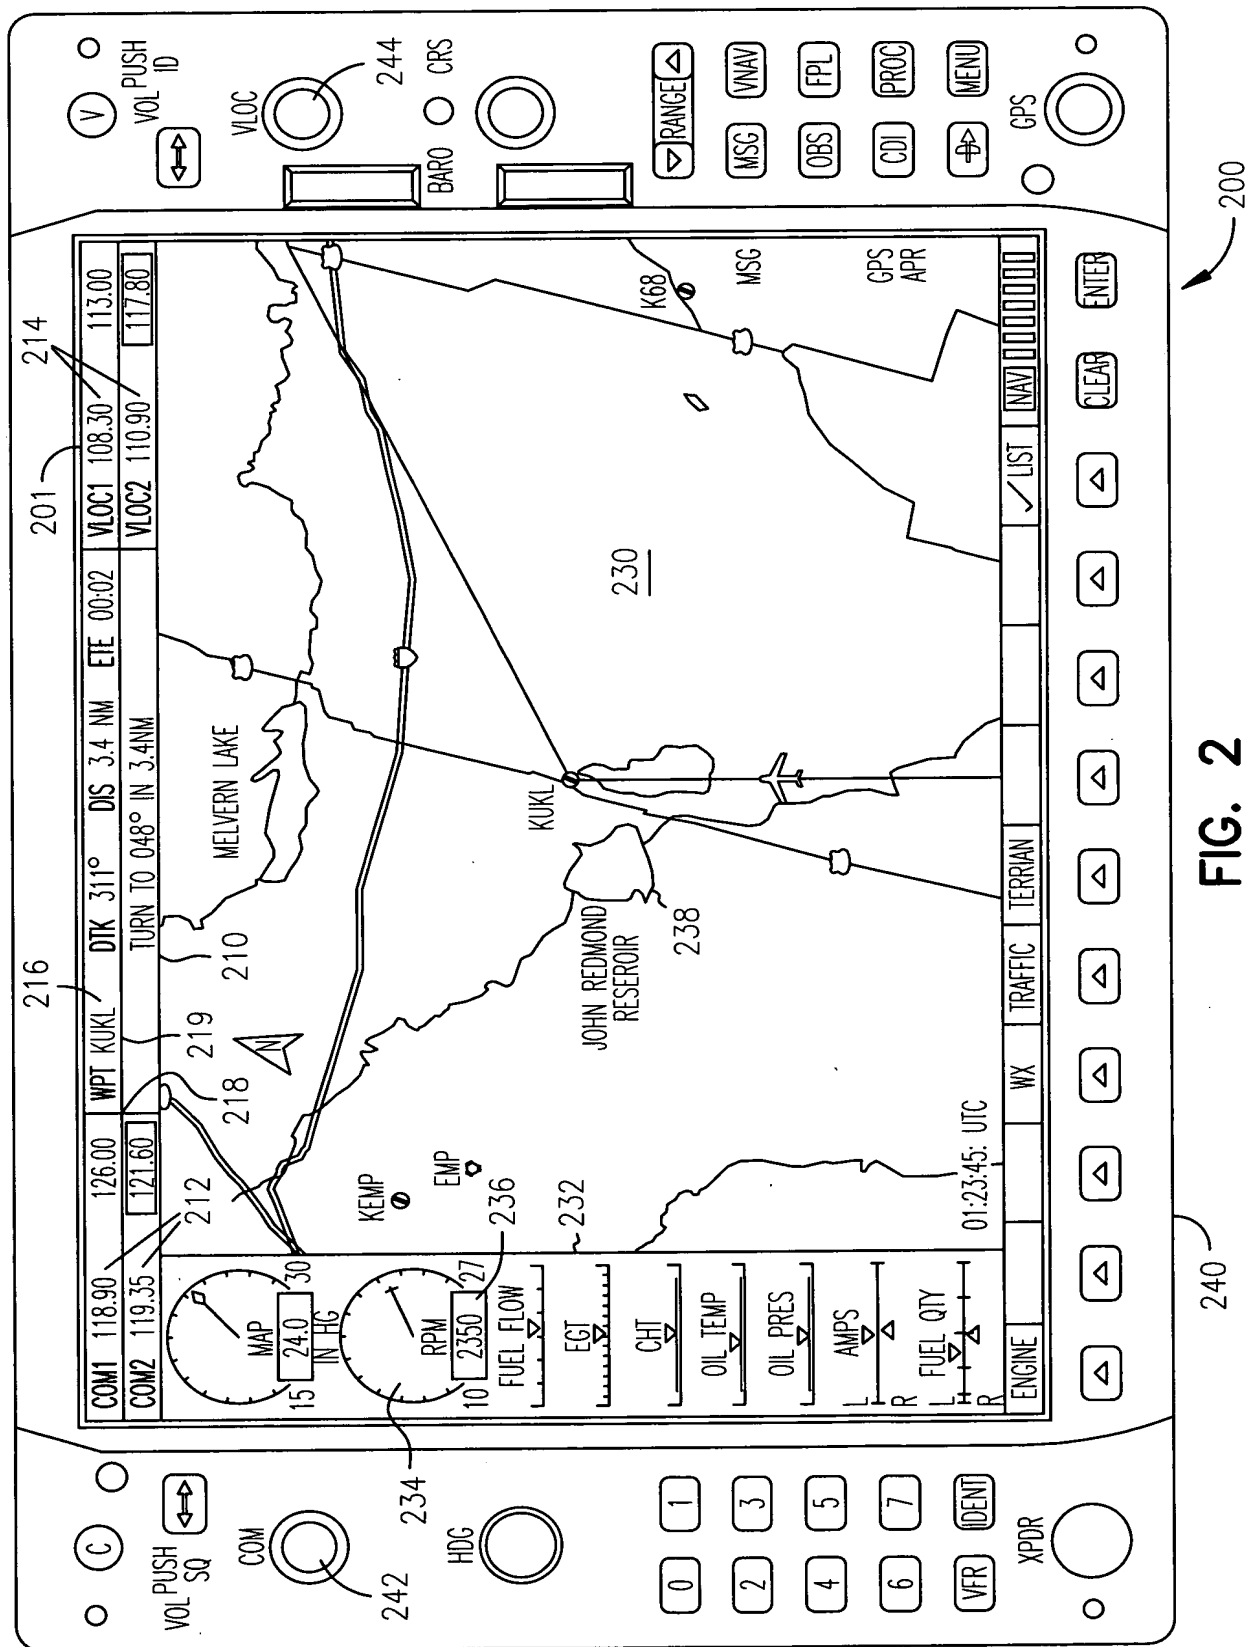 C
VOL PUSH
SQ
COM
242
HDG
0 1
2 3
4 5
6 7
VFR IDENT
XPDR
COM1 118.90 126.00
COM2 119.35 121.60
212
218
219
216
WPT KUKL DTK 311° DIS 3.4 NM ETE 00:02
TURN TO 048° IN 3.4NM
210
201
214
VLOC1 108.30 113.00
VLOC2 110.90 117.80
MAP
24.0
15 IN HG 30
RPM
2350
10 27
234
236
FUEL FLOW
EGT
CHT
OIL TEMP
OIL PRES
AMPS
L
R
FUEL QTY
L
R
N
MELVERN LAKE
KEMP
EMP
232
KUKL
JOHN REDMOND
RESEROIR
238
230
K68
MSG
GPS
APR
01:23:45: UTC
ENGINE WX TRAFFIC TERRIAN LIST NAV
CLEAR ENTER
240
V
VOL PUSH
ID
VLOC
244
BARO CRS
RANGE
MSG VNAV
OBS FPL
CDI PROC
D MENU
GPS
200
FIG. 2